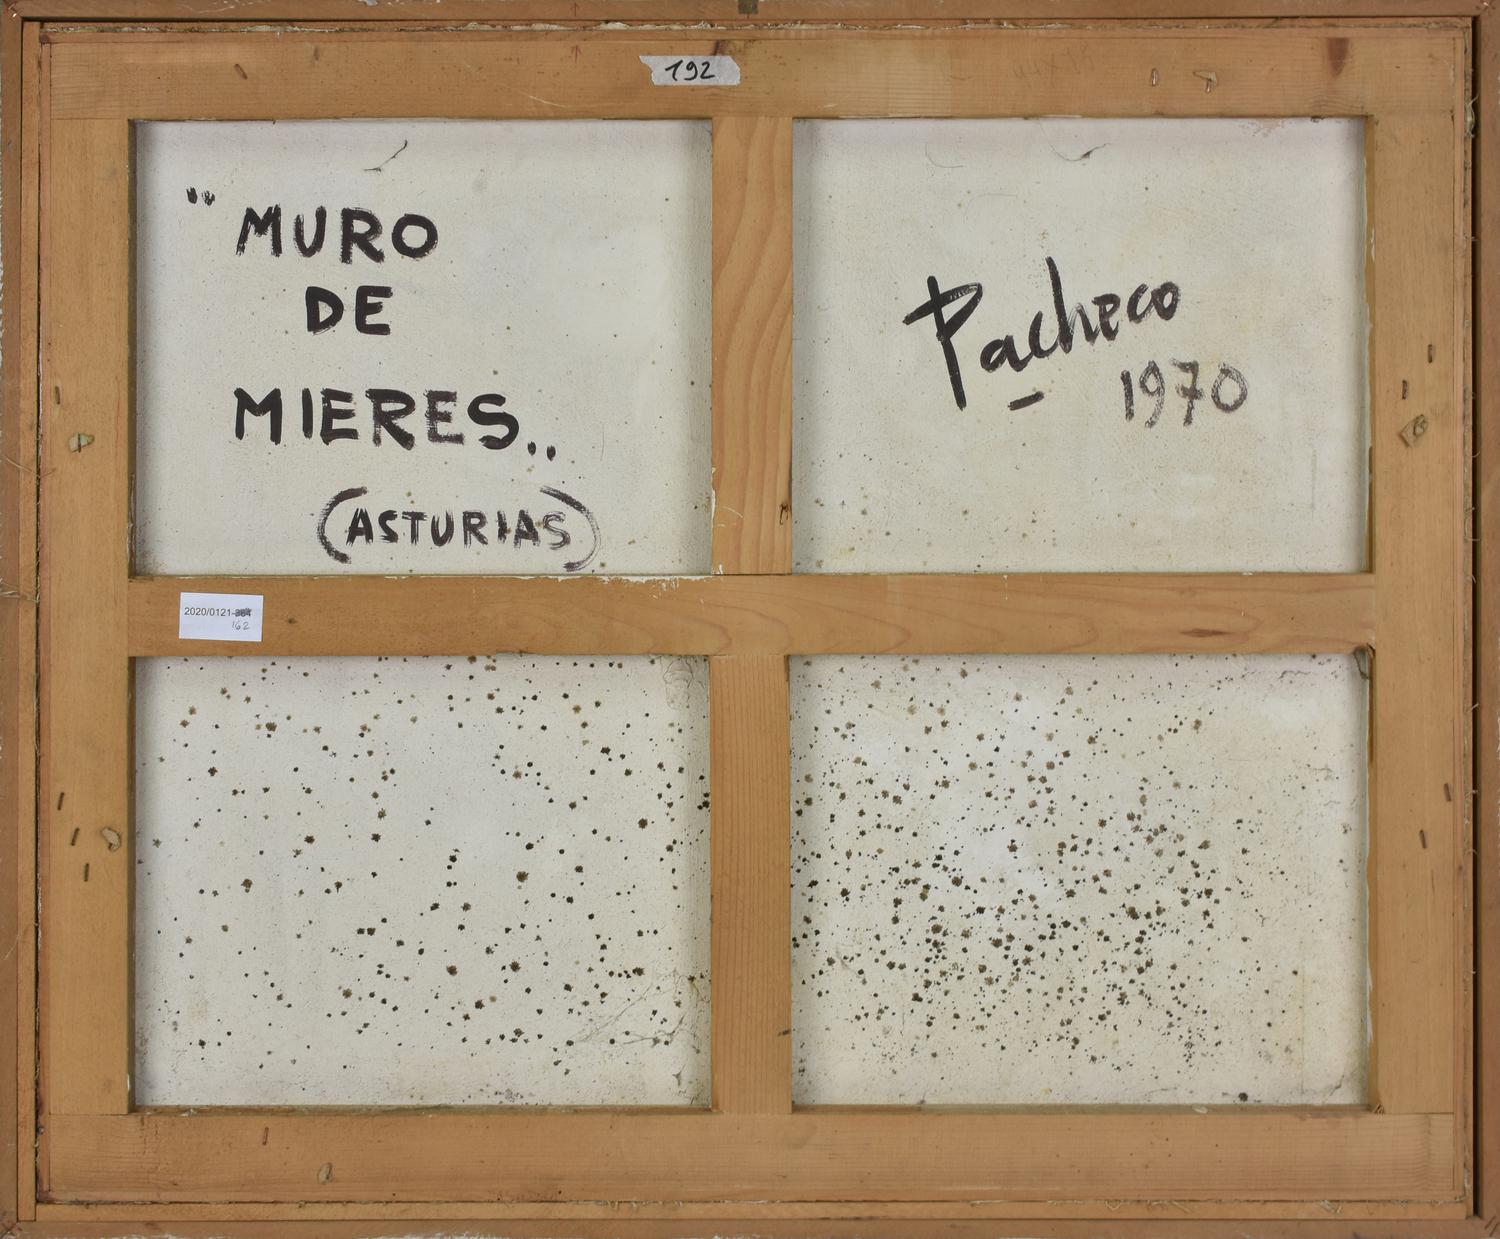 192
"MURO
DE
MIERES..
(ASTURIAS)
Pacheco
1970
2020/0121-
162